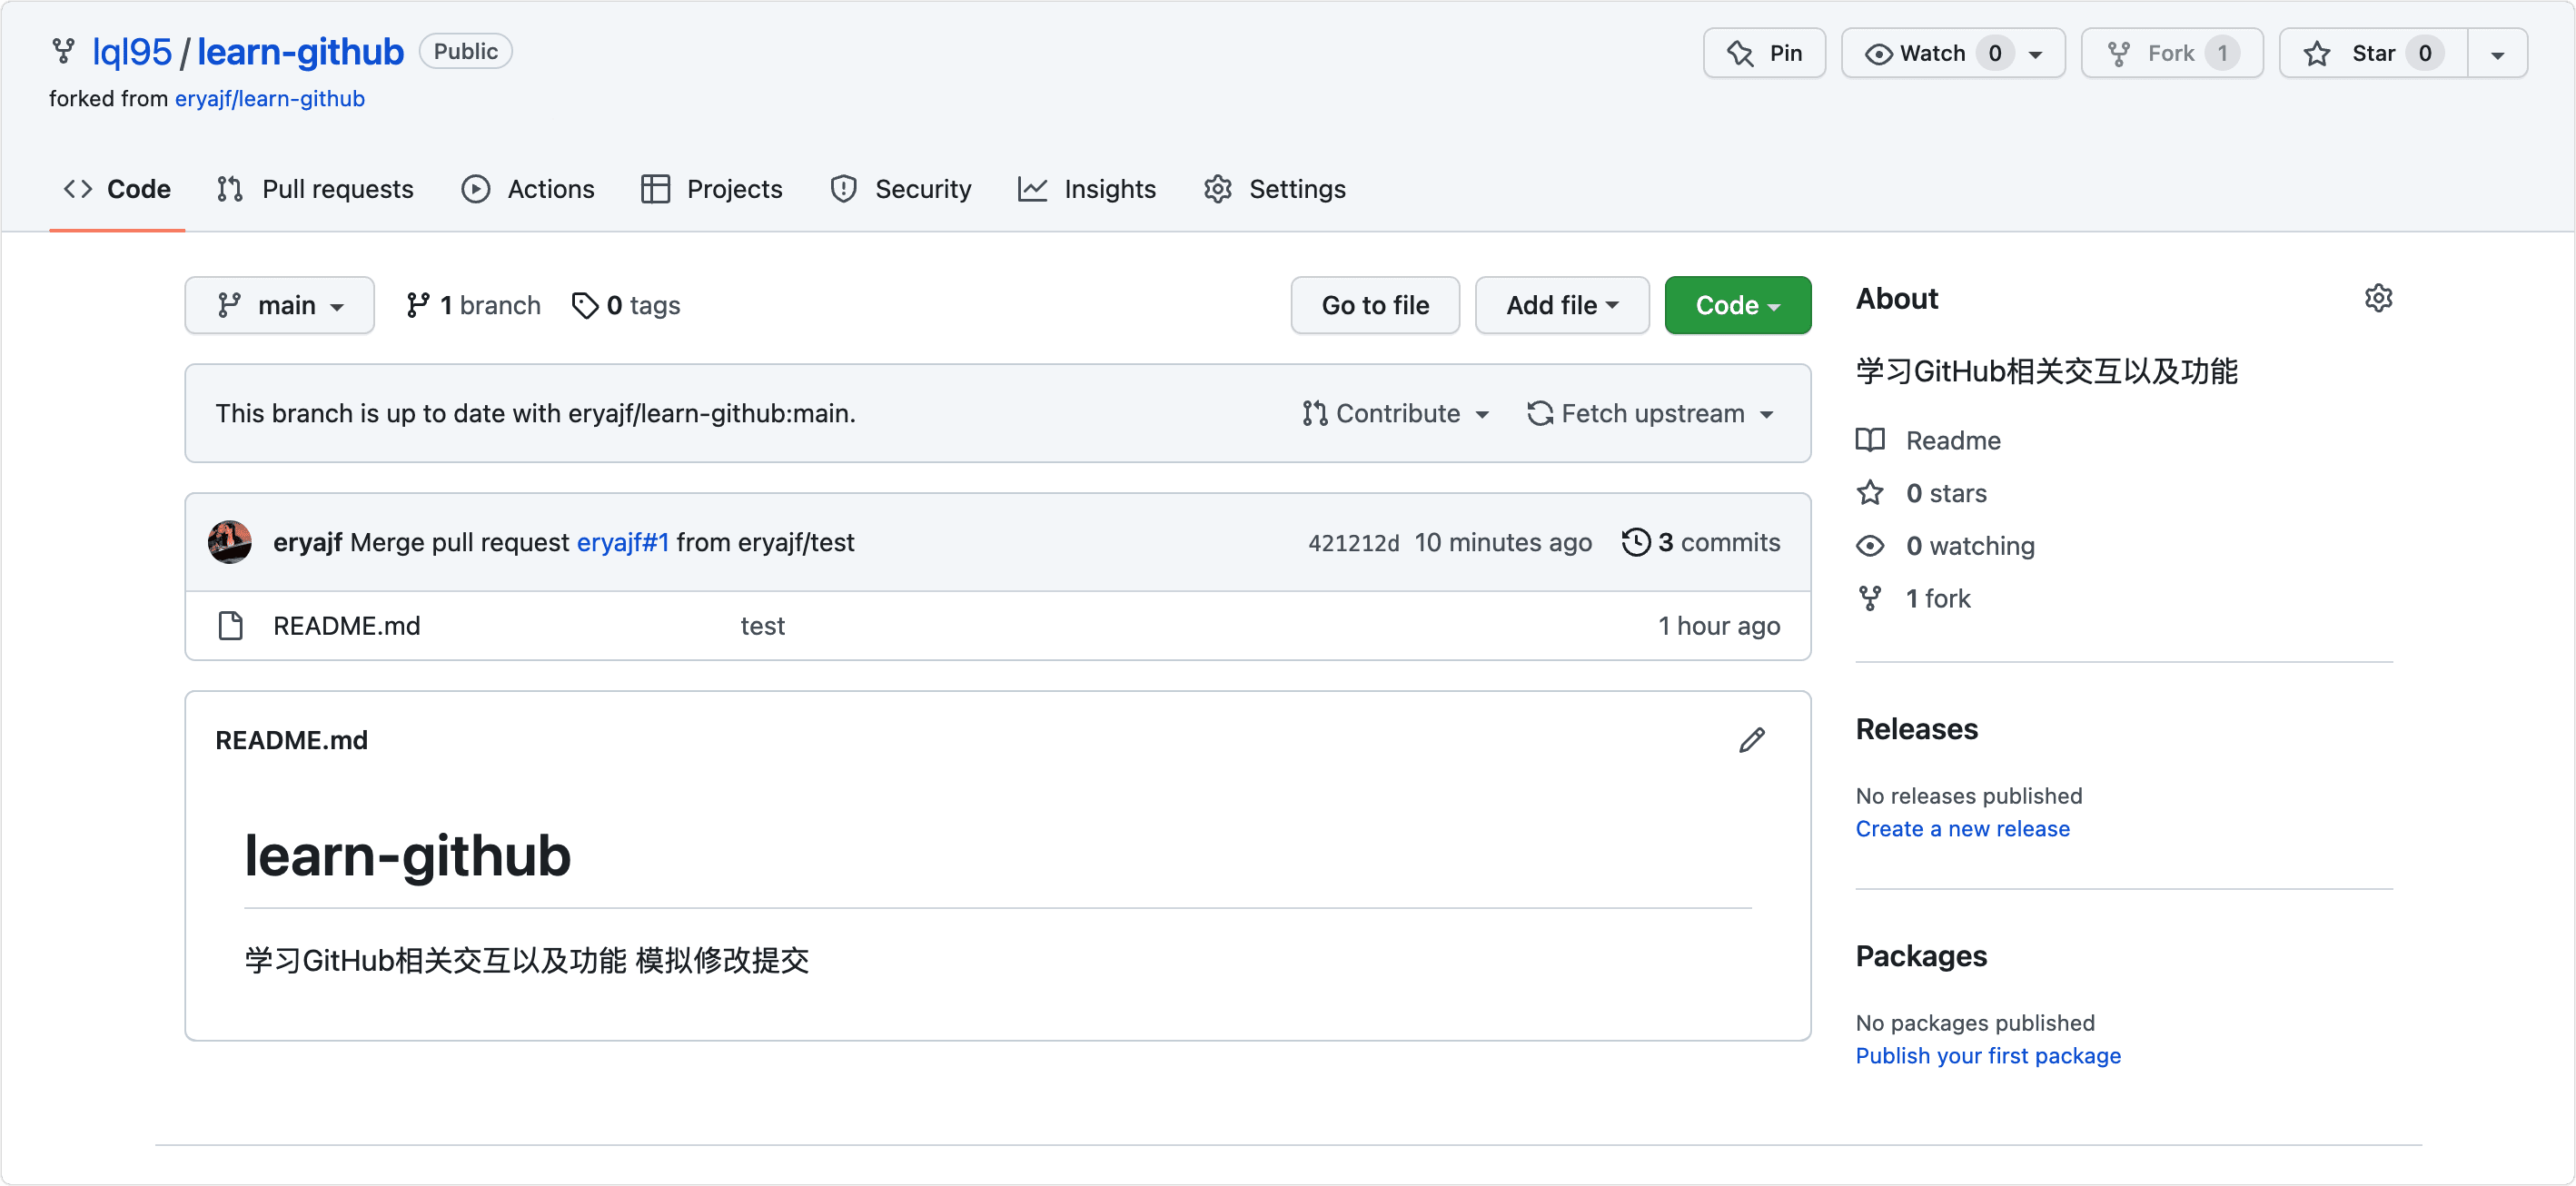 lql95 / learn-github Public
Pin Watch 0 Fork 1 Star 0
forked from eryajf/learn-github
Code Pull requests Actions Projects Security Insights Settings
main 1 branch 0 tags Go to file Add file Code
This branch is up to date with eryajf/learn-github:main. Contribute Fetch upstream
eryajf Merge pull request eryajf#1 from eryajf/test 421212d 10 minutes ago 3 commits
README.md test 1 hour ago
README.md
learn-github
学习GitHub相关交互以及功能 模拟修改提交
About
学习GitHub相关交互以及功能
Readme
0 stars
0 watching
1 fork
Releases
No releases published
Create a new release
Packages
No packages published
Publish your first package